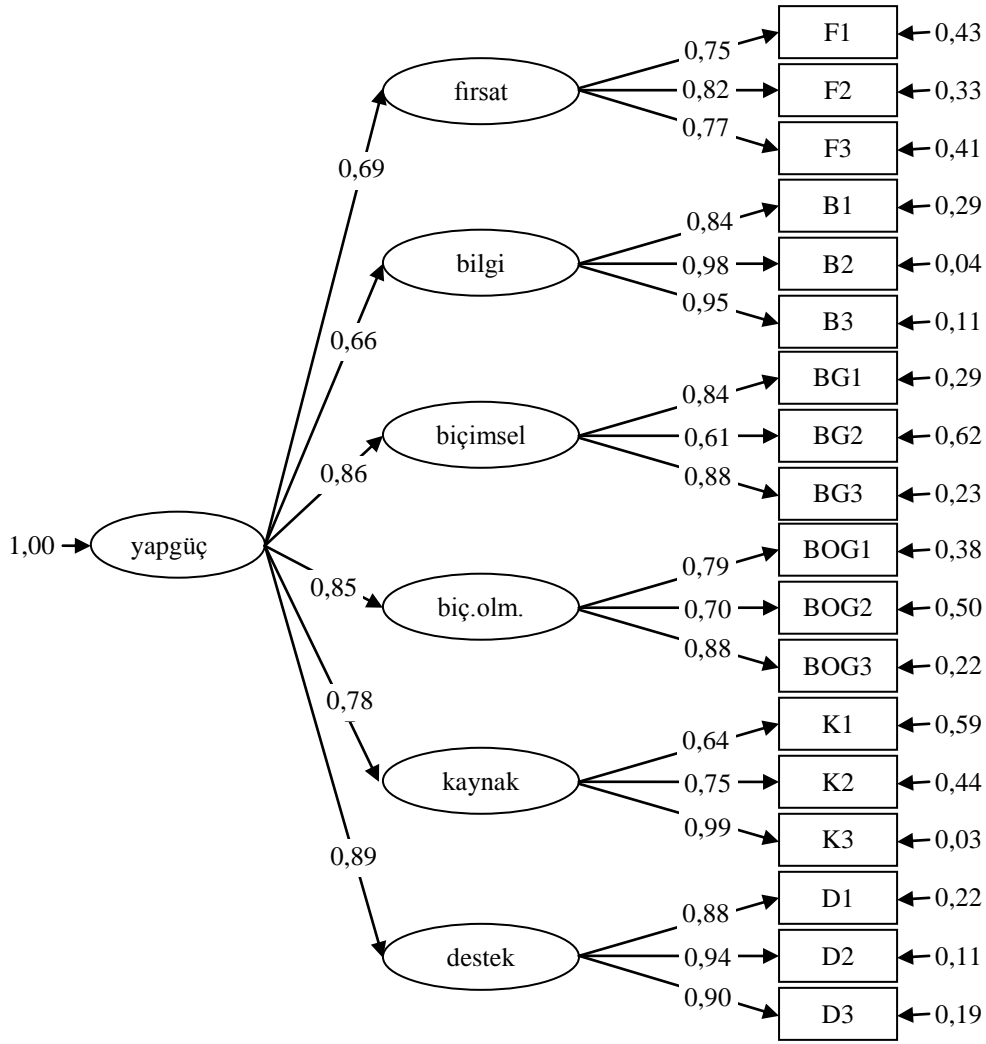 F1
0,43
0,75
fırsat
0,82
F2
0,33
0,77
F3
0,41
0,69
B1
0,29
0,84
bilgi
0,98
B2
0,04
0,95
B3
0,11
0,66
BG1
0,29
0,84
biçimsel
0,61
BG2
0,62
0,86
0,88
BG3
0,23
1,00
yapgüç
BOG1
0,38
0,79
0,85
biç.olm.
0,70
BOG2
0,50
0,88
BOG3
0,22
0,78
K1
0,59
0,64
kaynak
0,75
K2
0,44
0,99
K3
0,03
0,89
D1
0,22
0,88
destek
0,94
D2
0,11
0,90
D3
0,19